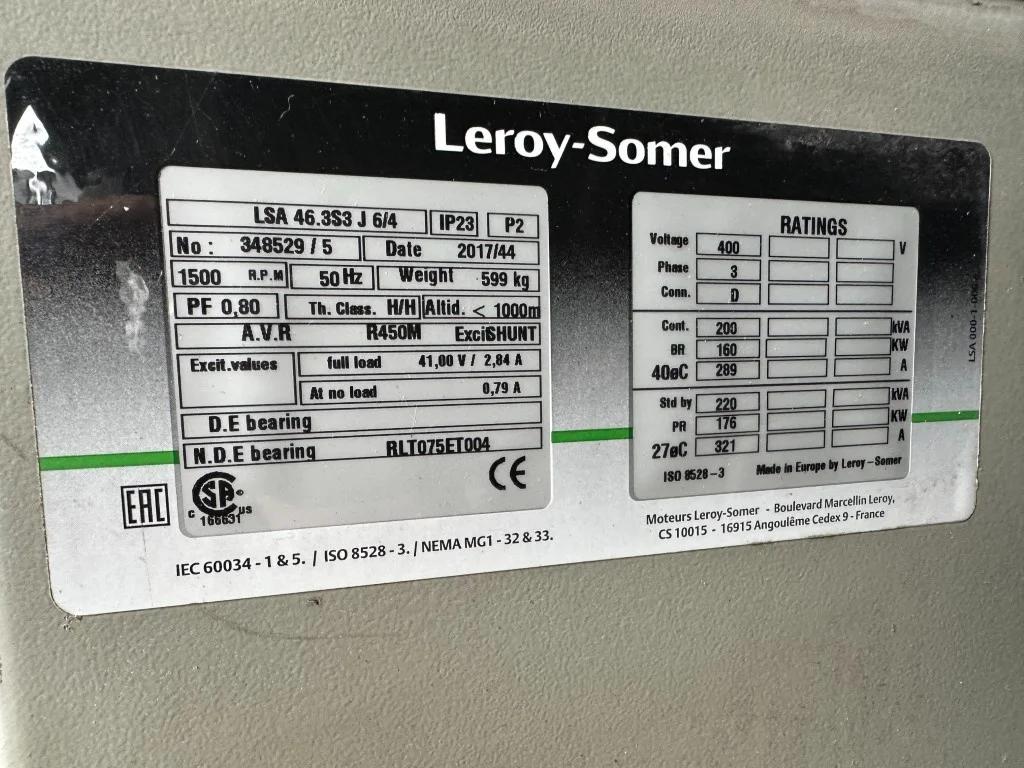 Leroy-Somer
LSA 46.3S3 J 6/4 IP23 P2
No : 348529 / 5 Date 2017/44
1500 R.P.M 50 Hz Weight 599 kg
PF 0,80 Th. Class. H/H Altid. < 1000m
A.V.R R450M Excit SHUNT
Excit.values full load 41,00 V / 2,84 A
At no load 0,79 A
D.E bearing
N.D.E bearing RLT075ET004
EAC
CSA ®
c us
166631
CE
RATINGS
Voltage 400 V
Phase 3
Conn. D
Cont. 200 kVA
BR 160 KW
40øC 289 A
Std by 220 kVA
PR 176 KW
27øC 321 A
ISO 8528-3 Made in Europe by Leroy-Somer
IEC 60034 - 1 & 5. / ISO 8528 - 3. / NEMA MG1 - 32 & 33.
Moteurs Leroy-Somer - Boulevard Marcellin Leroy,
CS 10015 - 16915 Angoulême Cedex 9 - France